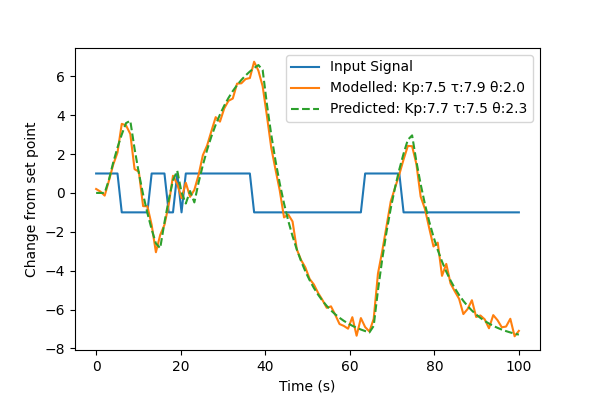 Input Signal
Modelled: Kp:7.5 τ:7.9 θ:2.0
Predicted: Kp:7.7 τ:7.5 θ:2.3
Change from set point
6
4
2
0
−2
−4
−6
−8
0 20 40 60 80 100
Time (s)